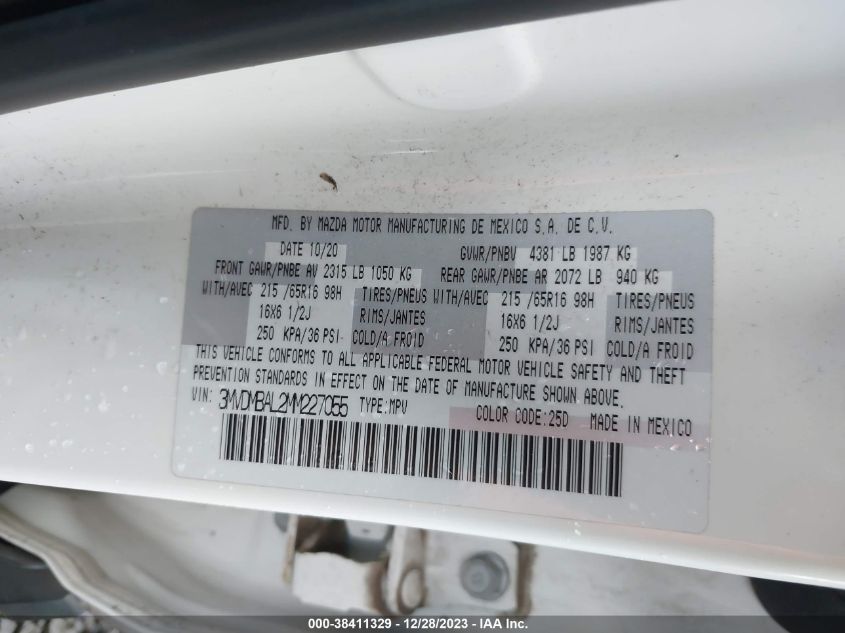 MFD. BY MAZDA MOTOR MANUFACTURING DE MEXICO S.A. DE C.V.
DATE 10/20 GVWR/PNBV 4381 LB 1987 KG
FRONT GAWR/PNBE AV 2315 LB 1050 KG REAR GAWR/PNBE AR 2072 LB 940 KG
WITH/AVEC 215 /65R16 98H TIRES/PNEUS WITH/AVEC 215 /65R16 98H TIRES/PNEUS
16X6 1/2J RIMS/JANTES 16X6 1/2J RIMS/JANTES
250 KPA/36 PSI COLD/A FROID 250 KPA/36 PSI COLD/A FROID
THIS VEHICLE CONFORMS TO ALL APPLICABLE FEDERAL MOTOR VEHICLE SAFETY AND THEFT
PREVENTION STANDARDS IN EFFECT ON THE DATE OF MANUFACTURE SHOWN ABOVE.
VIN: 3MVDMBAL2MM227055 TYPE:MPV COLOR CODE:25D MADE IN MEXICO
000-38411329 - 12/28/2023 - IAA Inc.